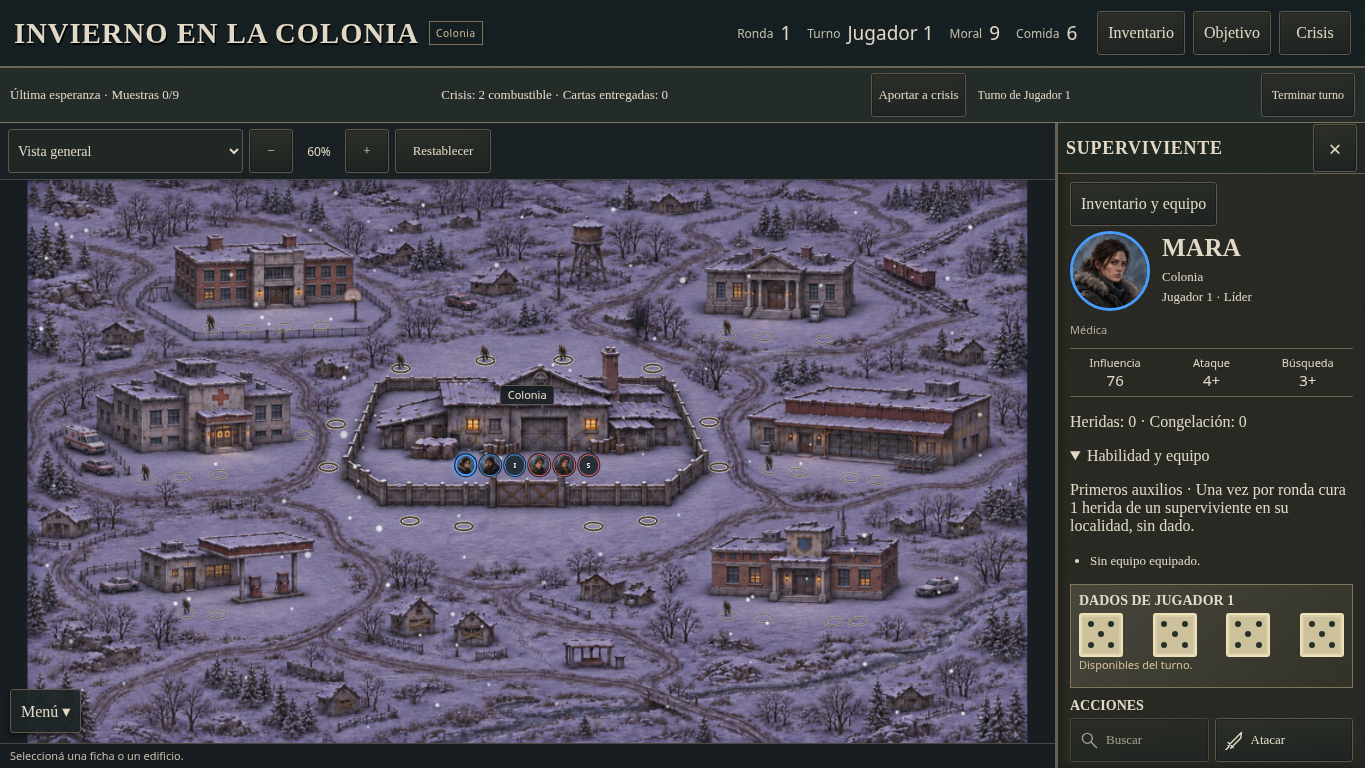 INVIERNO EN LA COLONIA
Colonia
Ronda 1 Turno Jugador 1 Moral 9 Comida 6
Inventario
Objetivo
Crisis
Última esperanza · Muestras 0/9
Crisis: 2 combustible · Cartas entregadas: 0
Aportar a crisis
Turno de Jugador 1
Terminar turno
Vista general
−
60%
+
Restablecer
SUPERVIVIENTE
✕
Inventario y equipo
MARA
Colonia
Jugador 1 · Líder
Médica
Influencia
76
Ataque
4+
Búsqueda
3+
Heridas: 0 · Congelación: 0
▼ Habilidad y equipo
Primeros auxilios · Una vez por ronda cura
1 herida de un superviviente en su
localidad, sin dado.
• Sin equipo equipado.
DADOS DE JUGADOR 1
Disponibles del turno.
ACCIONES
Buscar
Atacar
Colonia
I
S
Menú ▾
Seleccioná una ficha o un edificio.